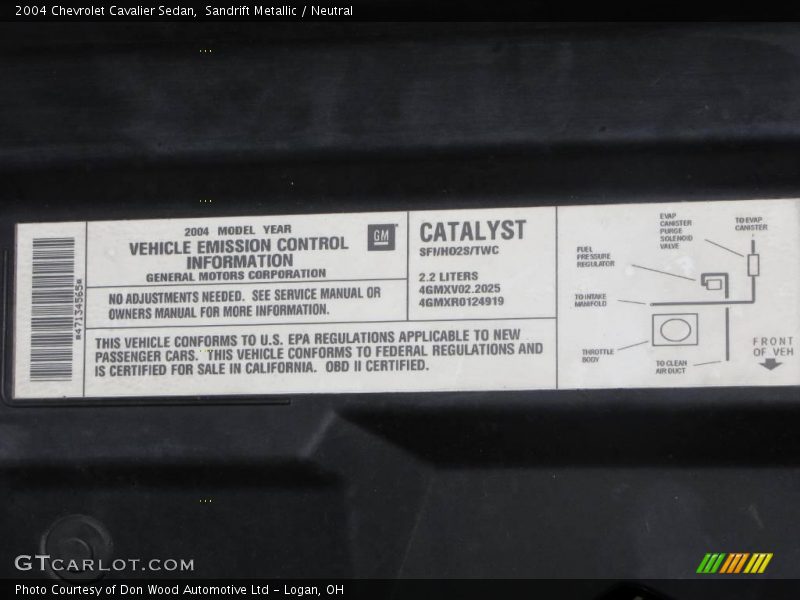 2004 Chevrolet Cavalier Sedan,  Sandrift Metallic / Neutral
*47134565*
2004 MODEL YEAR
VEHICLE EMISSION CONTROL
INFORMATION
GENERAL MOTORS CORPORATION
GM
NO ADJUSTMENTS NEEDED. SEE SERVICE MANUAL OR
OWNERS MANUAL FOR MORE INFORMATION.
CATALYST
SFI/HO2S/TWC
2.2 LITERS
4GMXV02.2025
4GMXR0124919
THIS VEHICLE CONFORMS TO U.S. EPA REGULATIONS APPLICABLE TO NEW
PASSENGER CARS. THIS VEHICLE CONFORMS TO FEDERAL REGULATIONS AND
IS CERTIFIED FOR SALE IN CALIFORNIA. OBD II CERTIFIED.
EVAP
CANISTER
PURGE
SOLENOID
VALVE
TO EVAP
CANISTER
FUEL
PRESSURE
REGULATOR
TO INTAKE
MANIFOLD
THROTTLE
BODY
TO CLEAN
AIR DUCT
FRONT
OF VEH
GTCARLOT.COM
Photo Courtesy of Don Wood Automotive Ltd - Logan, OH